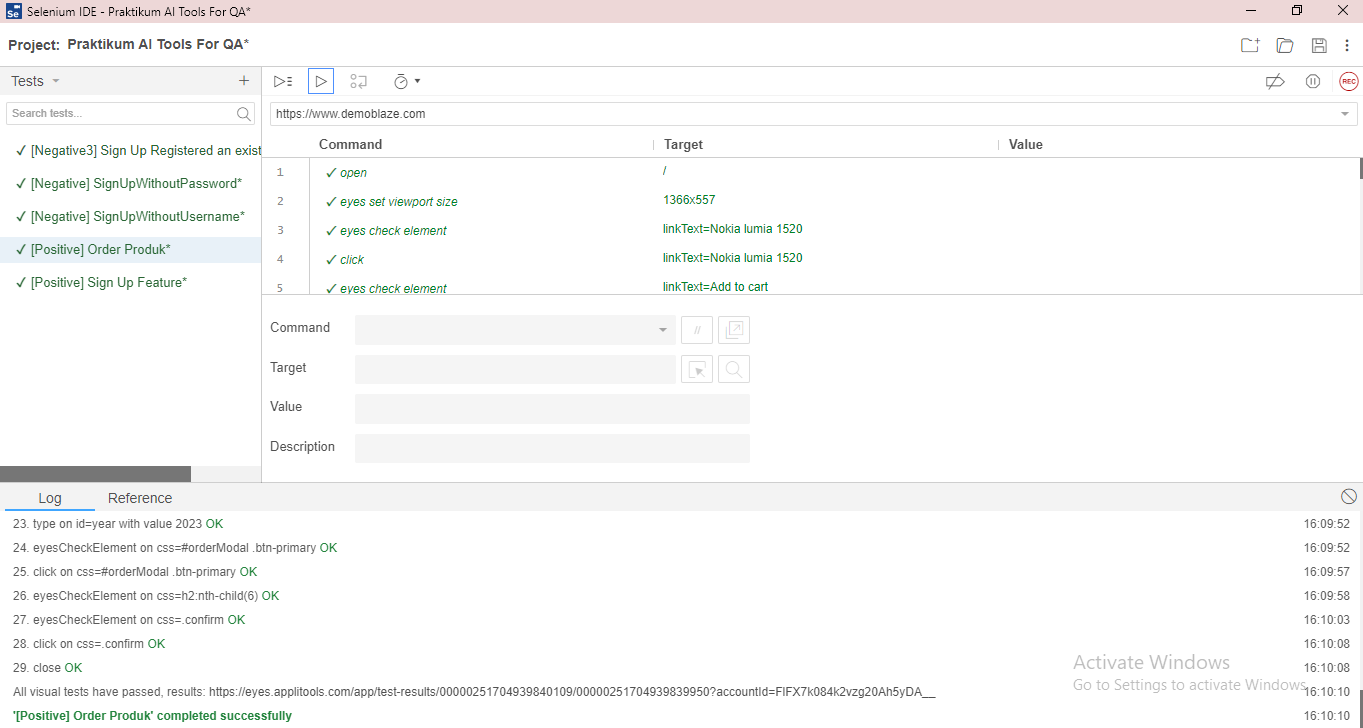 Selenium IDE - Praktikum AI Tools For QA*
Project: Praktikum AI Tools For QA*
Tests
REC
Search tests...
https://www.demoblaze.com
Command Target Value
✓ [Negative3] Sign Up Registered an exist
✓ [Negative] SignUpWithoutPassword*
✓ [Negative] SignUpWithoutUsername*
✓ [Positive] Order Produk*
✓ [Positive] Sign Up Feature*
1 ✓ open /
2 ✓ eyes set viewport size 1366x557
3 ✓ eyes check element linkText=Nokia lumia 1520
4 ✓ click linkText=Nokia lumia 1520
5 ✓ eyes check element linkText=Add to cart
Command //
Target
Value
Description
Log Reference
23. type on id=year with value 2023 OK 16:09:52
24. eyesCheckElement on css=#orderModal .btn-primary OK 16:09:52
25. click on css=#orderModal .btn-primary OK 16:09:57
26. eyesCheckElement on css=h2:nth-child(6) OK 16:09:58
27. eyesCheckElement on css=.confirm OK 16:10:03
28. click on css=.confirm OK 16:10:08
29. close OK 16:10:08
All visual tests have passed, results: https://eyes.applitools.com/app/test-results/00000251704939840109/00000251704939839950?accountId=FlFX7k084k2vzg20Ah5yDA__ 16:10:10
'[Positive] Order Produk' completed successfully 16:10:10
Activate Windows
Go to Settings to activate Windows.